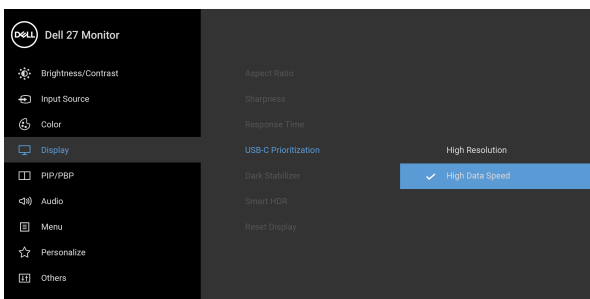 DELL Dell 27 Monitor
Brightness/Contrast
Input Source
Color
Display
PIP/PBP
Audio
Menu
Personalize
Others
Aspect Ratio
Sharpness
Response Time
USB-C Prioritization
Dark Stabilizer
Smart HDR
Reset Display
High Resolution
High Data Speed